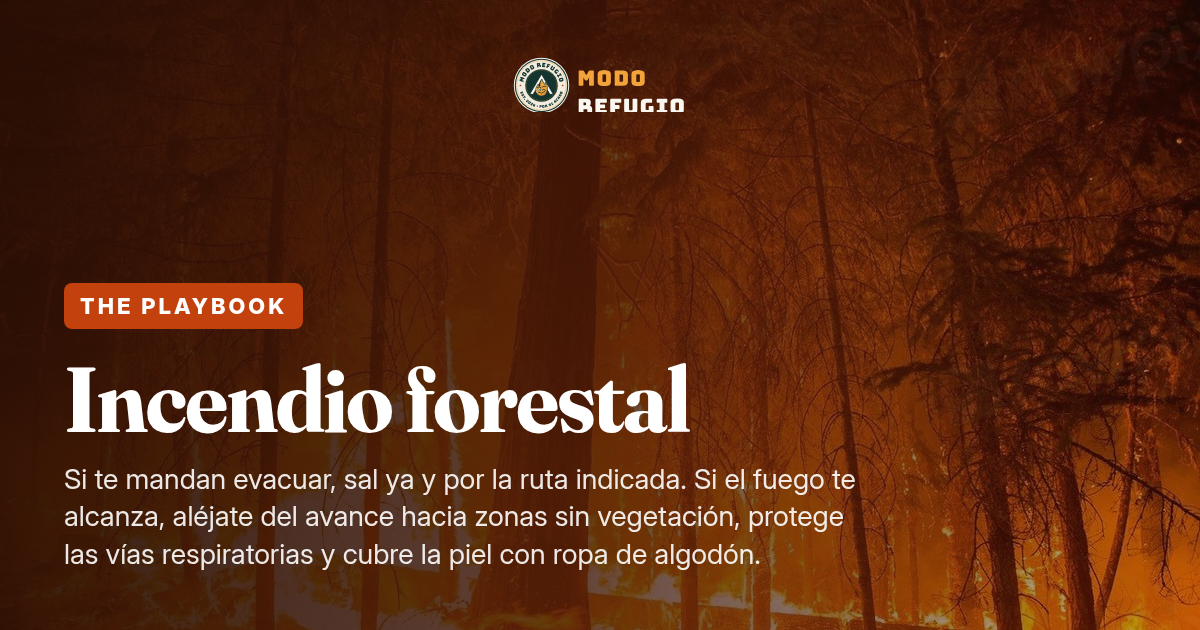 MODO REFUGIO
MODO
REFUGIO
THE PLAYBOOK
Incendio forestal
Si te mandan evacuar, sal ya y por la ruta indicada. Si el fuego te
alcanza, aléjate del avance hacia zonas sin vegetación, protege
las vías respiratorias y cubre la piel con ropa de algodón.